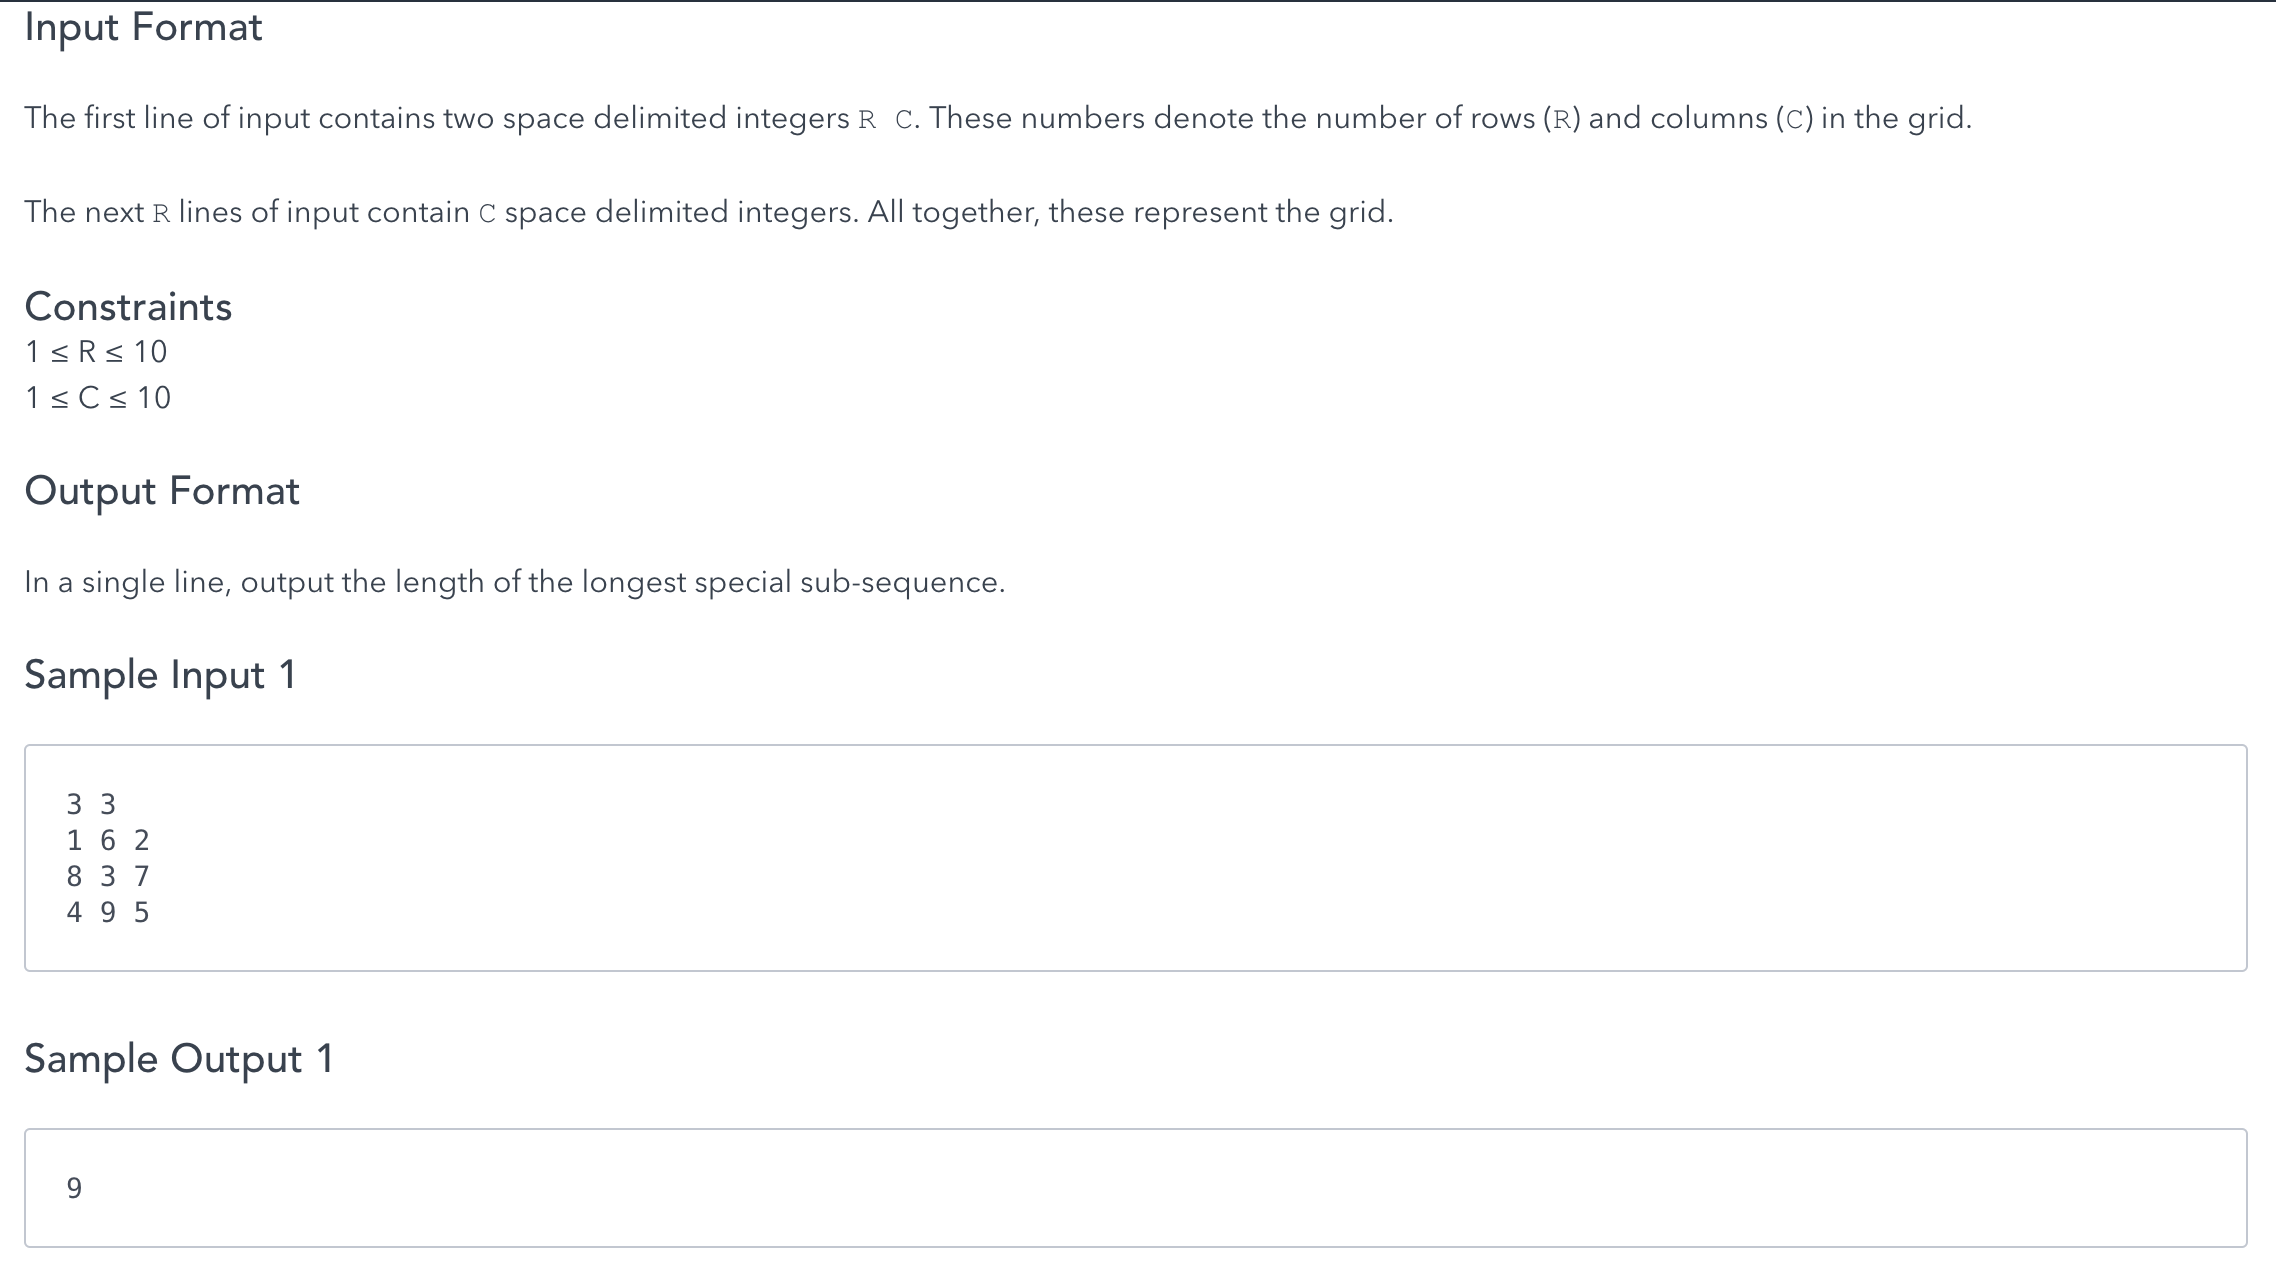 Input Format
The first line of input contains two space delimited integers R C. These numbers denote the number of rows (R) and columns (C) in the grid.
The next R lines of input contain C space delimited integers. All together, these represent the grid.
Constraints
1 ≤ R ≤ 10
1 ≤ C ≤ 10
Output Format
In a single line, output the length of the longest special sub-sequence.
Sample Input 1
3 3
1 6 2
8 3 7
4 9 5
Sample Output 1
9